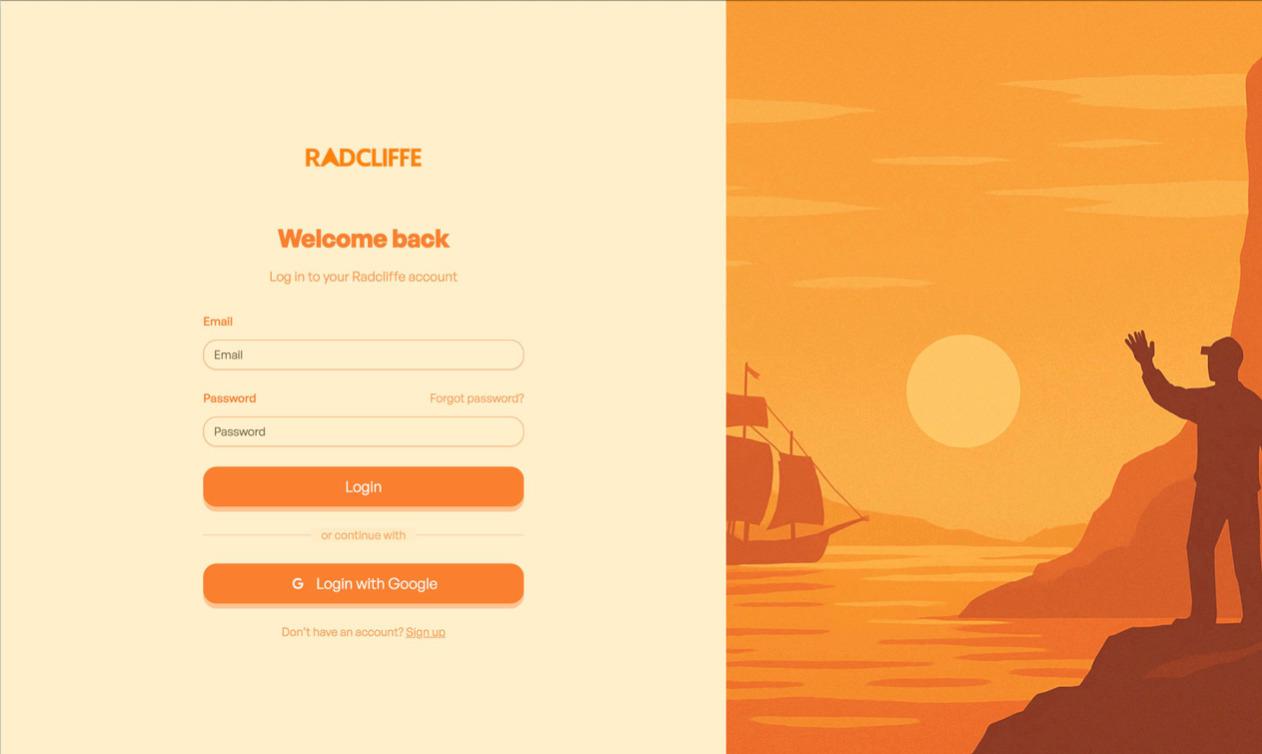 RADCLIFFE
Welcome back
Log in to your Radcliffe account
Email
Email
Password Forgot password?
Password
Login
or continue with
G Login with Google
Don't have an account? Sign up